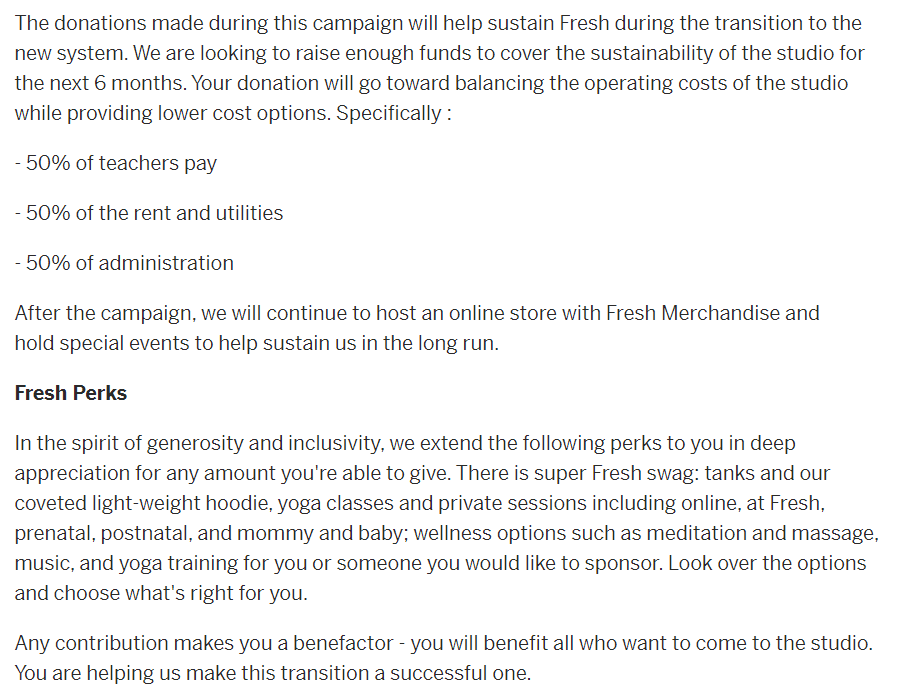 The donations made during this campaign will help sustain Fresh during the transition to the
new system. We are looking to raise enough funds to cover the sustainability of the studio for
the next 6 months. Your donation will go toward balancing the operating costs of the studio
while providing lower cost options. Specifically :
- 50% of teachers pay
- 50% of the rent and utilities
- 50% of administration
After the campaign, we will continue to host an online store with Fresh Merchandise and
hold special events to help sustain us in the long run.
Fresh Perks
In the spirit of generosity and inclusivity, we extend the following perks to you in deep
appreciation for any amount you're able to give. There is super Fresh swag: tanks and our
coveted light-weight hoodie, yoga classes and private sessions including online, at Fresh,
prenatal, postnatal, and mommy and baby; wellness options such as meditation and massage,
music, and yoga training for you or someone you would like to sponsor. Look over the options
and choose what's right for you.
Any contribution makes you a benefactor - you will benefit all who want to come to the studio.
You are helping us make this transition a successful one.